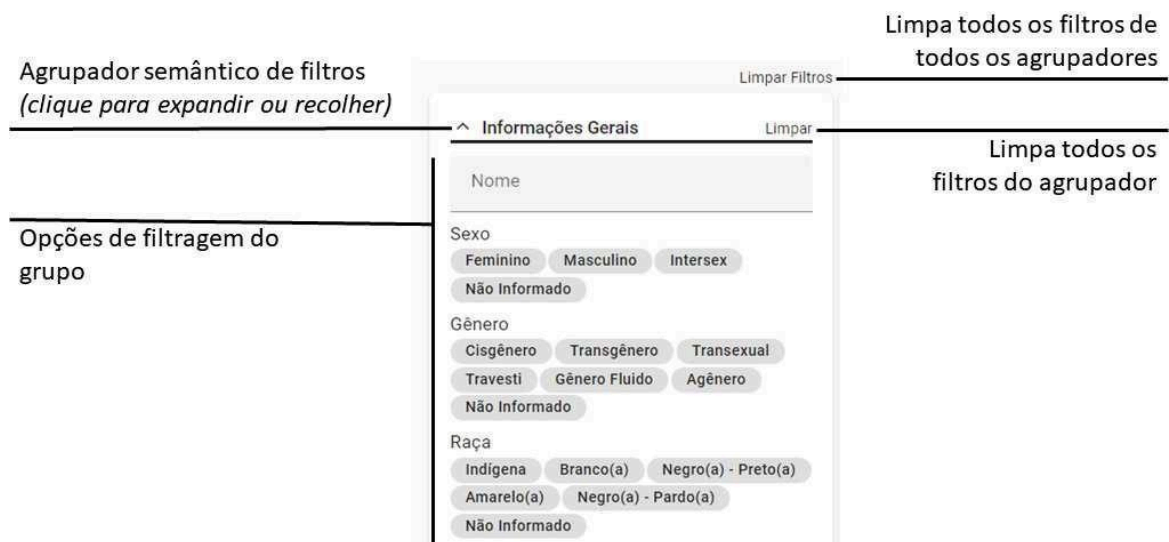 Limpa todos os filtros de
todos os agrupadores
Agrupador semântico de filtros
(clique para expandir ou recolher)
Limpar Filtros
Informações Gerais
Limpar
Limpa todos os
filtros do agrupador
Nome
Opções de filtragem do
grupo
Sexo
Feminino Masculino Intersex
Não Informado
Gênero
Cisgênero Transgênero Transexual
Travesti Gênero Fluido Agênero
Não Informado
Raça
Indígena Branco(a) Negro(a) - Preto(a)
Amarelo(a) Negro(a) - Pardo(a)
Não Informado